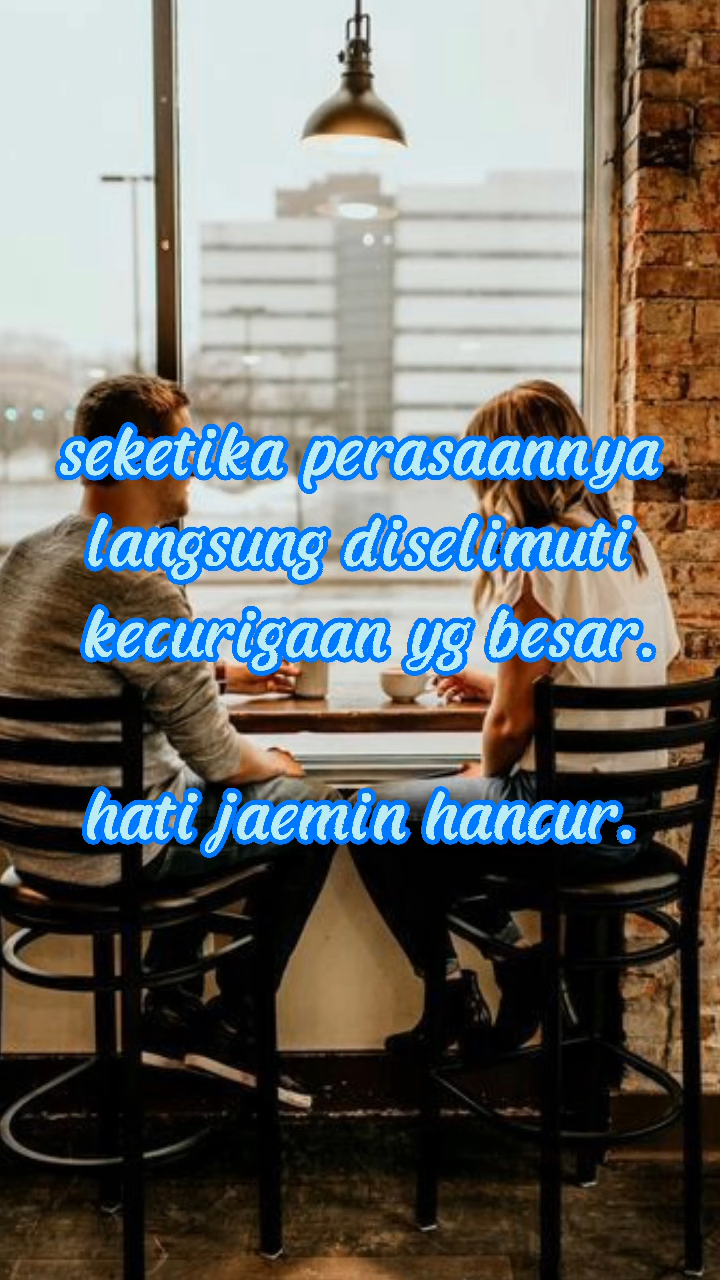 seketika perasaannya
langsung diselimuti
kecurigaan yg besar.
hati jaemin hancur.